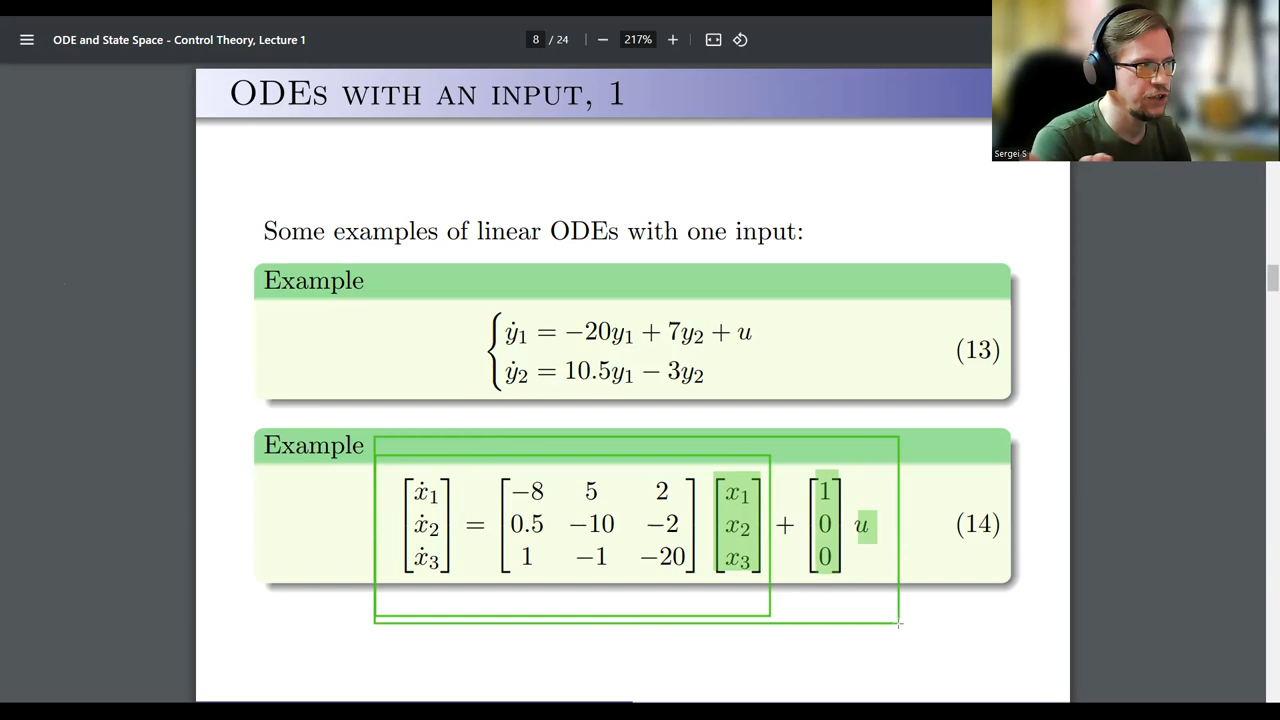 ODE and State Space - Control Theory, Lecture 1
8 / 24
217%
Sergei S
ODEs with an input, 1
Some examples of linear ODEs with one input:
Example
ẏ₁ = −20y₁ + 7y₂ + u
ẏ₂ = 10.5y₁ − 3y₂
(13)
Example
[ẋ₁ ẋ₂ ẋ₃] = [−8 5 2; 0.5 −10 −2; 1 −1 −20] [x₁ x₂ x₃] + [1 0 0] u (14)